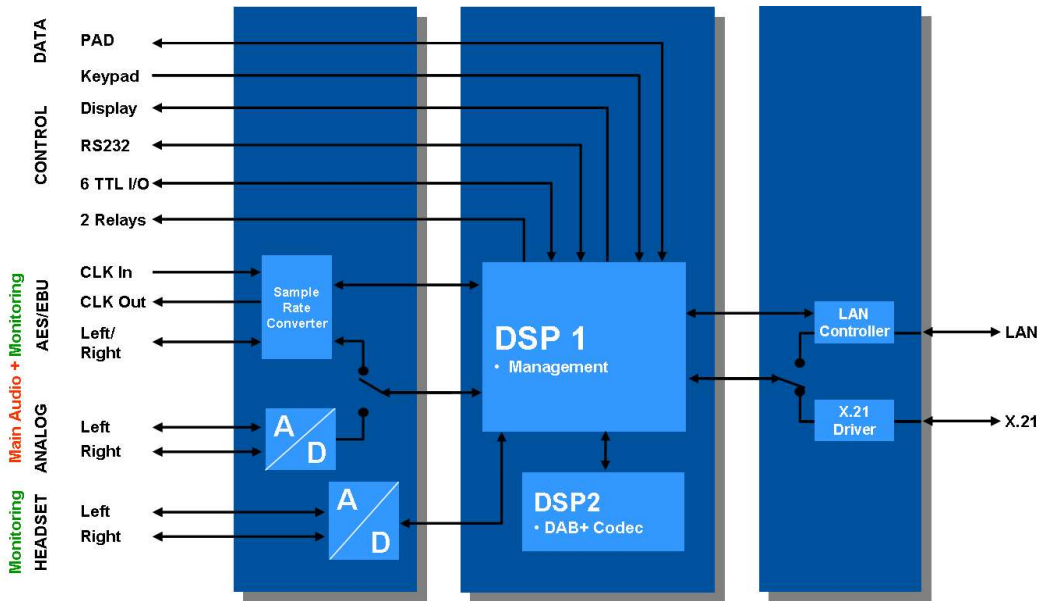 DATA
PAD
Keypad
CONTROL
Display
RS232
6 TTL I/O
2 Relays
Main Audio + Monitoring
AES/EBU
CLK In
CLK Out
Left/
Right
Sample
Rate
Converter
ANALOG
Left
Right
A
D
Monitoring
HEADSET
Left
Right
A
D
DSP 1
• Management
DSP2
• DAB+ Codec
LAN
Controller
LAN
X.21
Driver
X.21